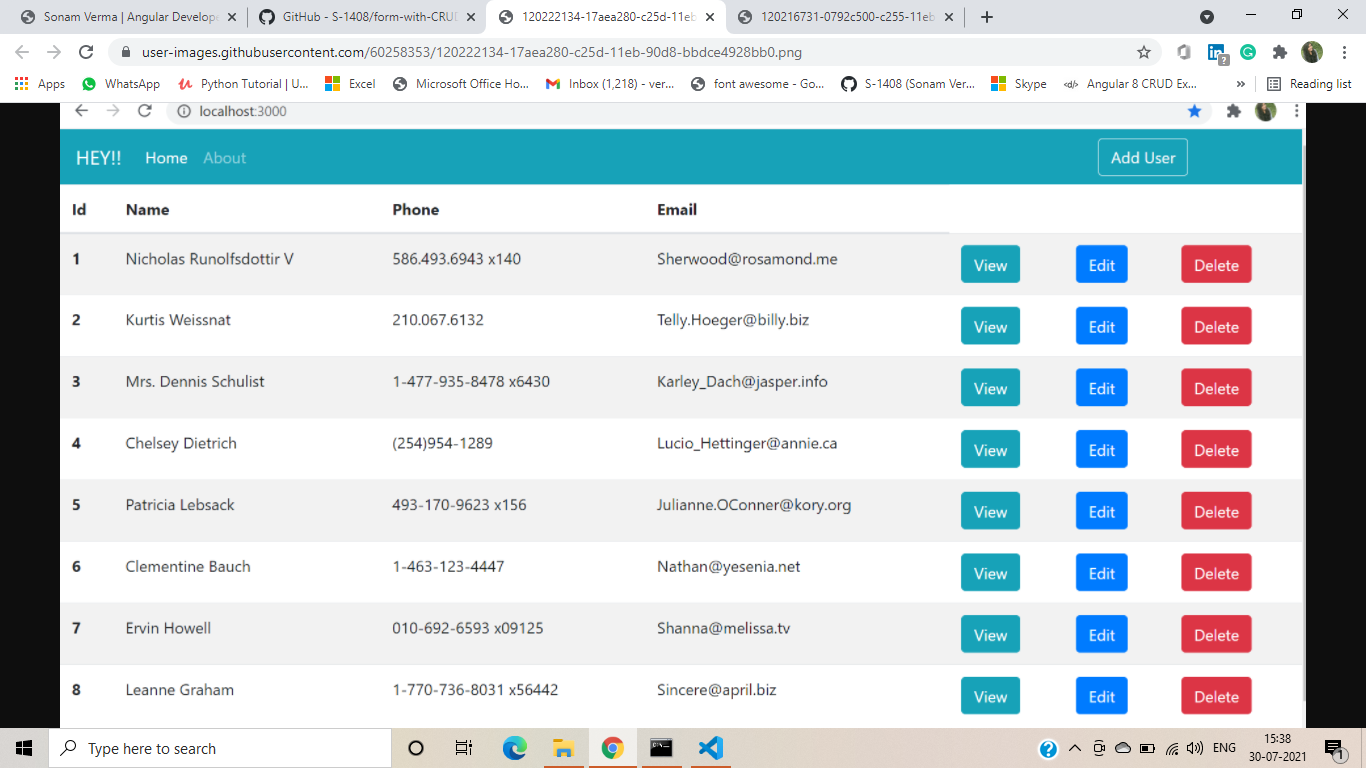 Sonam Verma | Angular Develope
GitHub - S-1408/form-with-CRUD
120222134-17aea280-c25d-11eb
120216731-0792c500-c255-11eb
user-images.githubusercontent.com/60258353/120222134-17aea280-c25d-11eb-90d8-bbdce4928bb0.png
Apps WhatsApp Python Tutorial | U... Excel Microsoft Office Ho... Inbox (1,218) - ver... font awesome - Go... S-1408 (Sonam Ver... Skype Angular 8 CRUD Ex... » Reading list
localhost:3000
HEY!! Home About Add User
Id Name Phone Email
1 Nicholas Runolfsdottir V 586.493.6943 x140 Sherwood@rosamond.me View Edit Delete
2 Kurtis Weissnat 210.067.6132 Telly.Hoeger@billy.biz View Edit Delete
3 Mrs. Dennis Schulist 1-477-935-8478 x6430 Karley_Dach@jasper.info View Edit Delete
4 Chelsey Dietrich (254)954-1289 Lucio_Hettinger@annie.ca View Edit Delete
5 Patricia Lebsack 493-170-9623 x156 Julianne.OConner@kory.org View Edit Delete
6 Clementine Bauch 1-463-123-4447 Nathan@yesenia.net View Edit Delete
7 Ervin Howell 010-692-6593 x09125 Shanna@melissa.tv View Edit Delete
8 Leanne Graham 1-770-736-8031 x56442 Sincere@april.biz View Edit Delete
Type here to search
ENG
15:38
30-07-2021
1